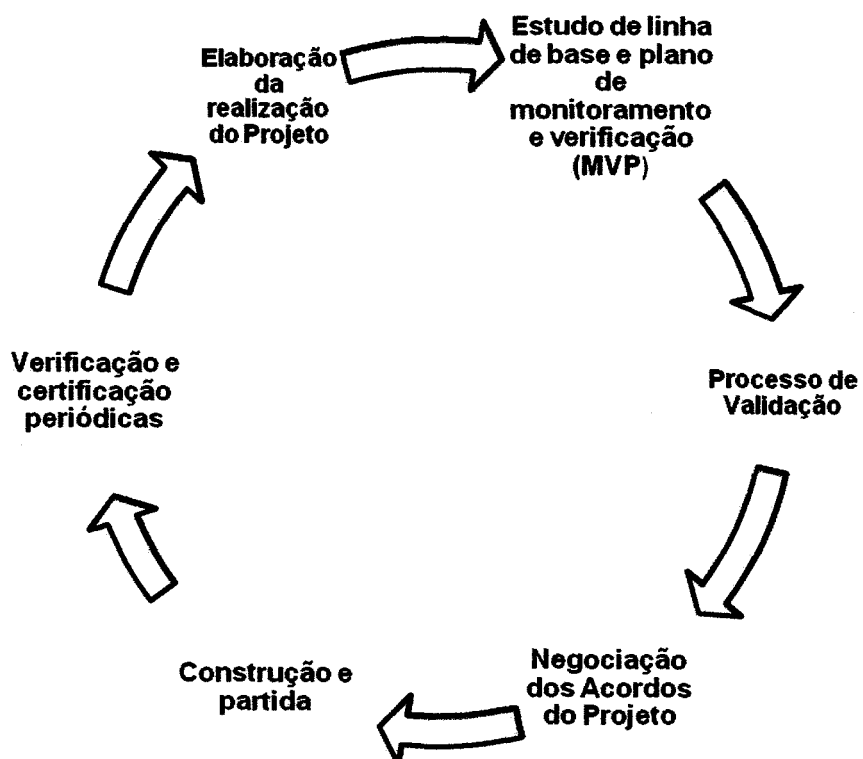 Elaboração
da
realização
do Projeto
Estudo de linha
de base e plano
de
monitoramento
e verificação
(MVP)
Processo de
Validação
Negociação
dos Acordos
do Projeto
Construção e
partida
Verificação e
certificação
periódicas